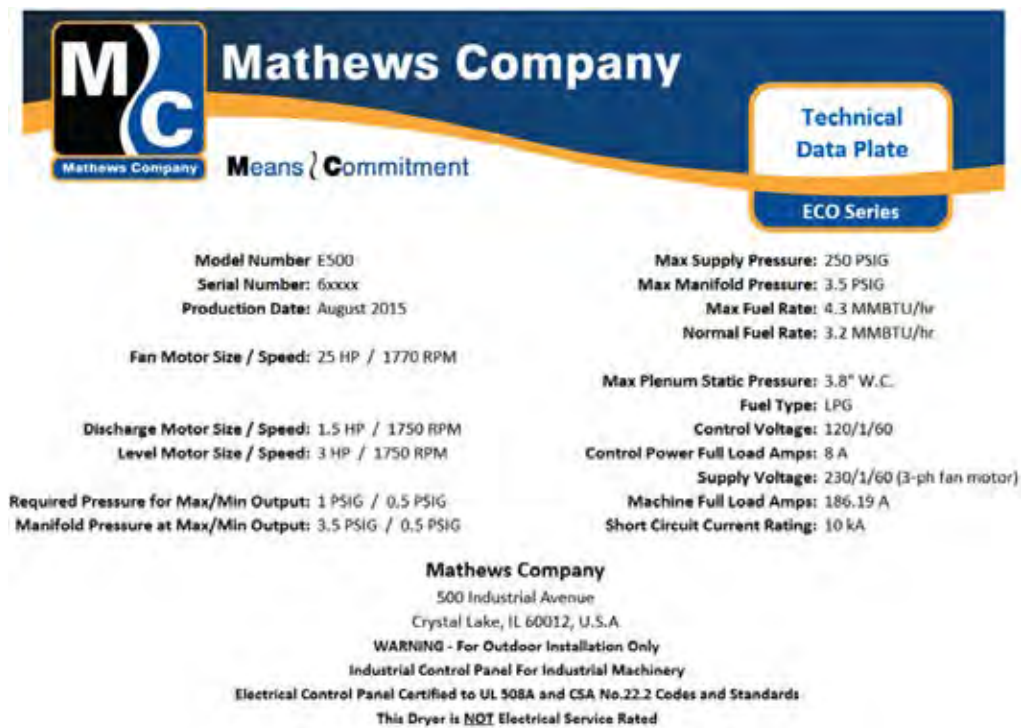 M C
Mathews Company
Mathews Company
Means Commitment
Technical
Data Plate
ECO Series
Model Number E500
Serial Number: 6xxxx
Production Date: August 2015
Fan Motor Size / Speed: 25 HP / 1770 RPM
Discharge Motor Size / Speed: 1.5 HP / 1750 RPM
Level Motor Size / Speed: 3 HP / 1750 RPM
Required Pressure for Max/Min Output: 1 PSIG / 0.5 PSIG
Manifold Pressure at Max/Min Output: 3.5 PSIG / 0.5 PSIG
Max Supply Pressure: 250 PSIG
Max Manifold Pressure: 3.5 PSIG
Max Fuel Rate: 4.3 MMBTU/hr
Normal Fuel Rate: 3.2 MMBTU/hr
Max Plenum Static Pressure: 3.8" W.C.
Fuel Type: LPG
Control Voltage: 120/1/60
Control Power Full Load Amps: 8 A
Supply Voltage: 230/1/60 (3-ph fan motor)
Machine Full Load Amps: 186.19 A
Short Circuit Current Rating: 10 kA
Mathews Company
500 Industrial Avenue
Crystal Lake, IL 60012, U.S.A
WARNING - For Outdoor Installation Only
Industrial Control Panel For Industrial Machinery
Electrical Control Panel Certified to UL 508A and CSA No.22.2 Codes and Standards
This Dryer is NOT Electrical Service Rated